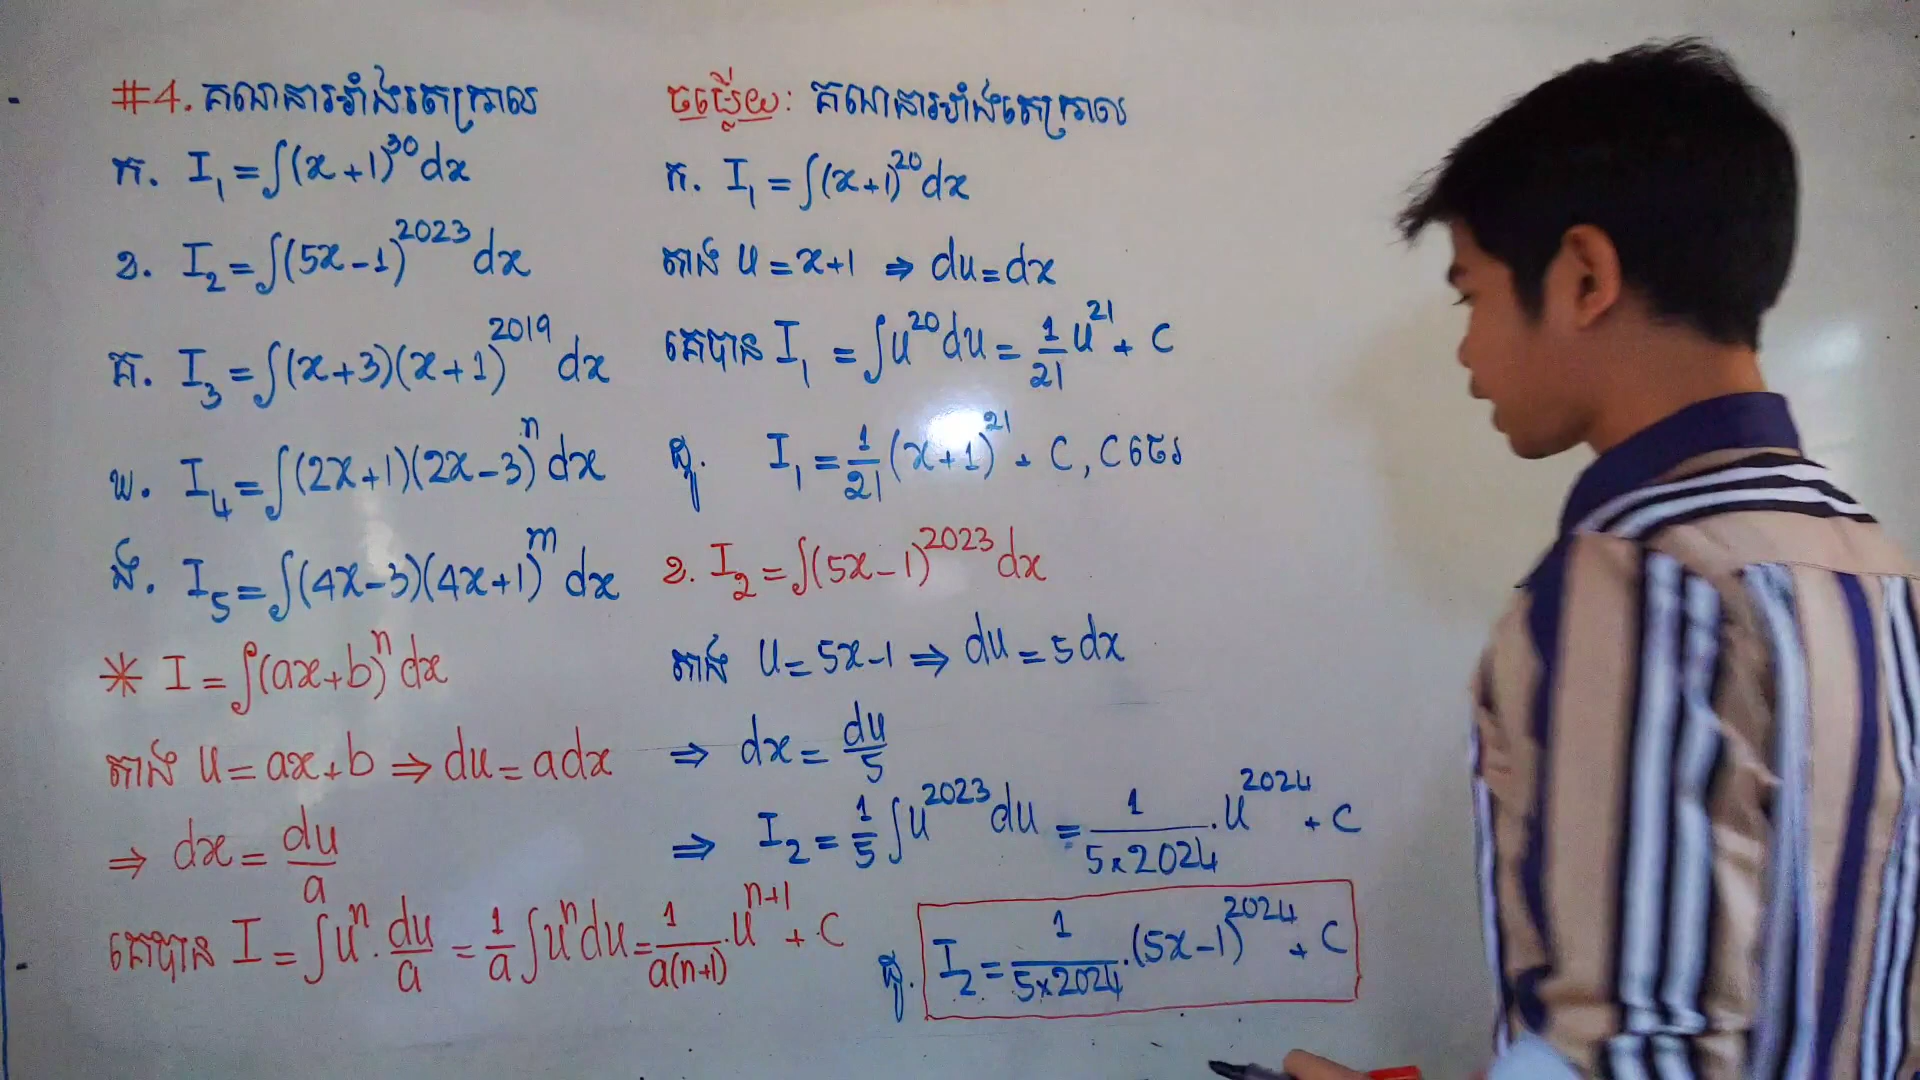 #4. គណនាអាំងតេក្រាល
ក. I₁ = ∫(x+1)³⁰dx
ខ. I₂ = ∫(5x-1)²⁰²³dx
គ. I₃ = ∫(x+3)(x+1)²⁰¹⁹dx
ឃ. I₄ = ∫(2x+1)(2x-3)ⁿdx
ង. I₅ = ∫(4x-3)(4x+1)ᵐdx
* I = ∫(ax+b)ⁿdx
តាង u = ax+b ⇒ du = adx
⇒ dx = du/a
គេបាន I = ∫uⁿ·du/a = 1/a ∫uⁿdu = 1/a(n+1)·uⁿ⁺¹ + C
ចម្លើយ: គណនាអាំងតេក្រាល
ក. I₁ = ∫(x+1)²⁰dx
តាង u = x+1 ⇒ du = dx
គេបាន I₁ = ∫u²⁰du = 1/21 u²¹ + C
ដូ. I₁ = 1/21 (x+1)²¹ + C, C ថេរ
ខ. I₂ = ∫(5x-1)²⁰²³dx
តាង u = 5x-1 ⇒ du = 5dx
⇒ dx = du/5
⇒ I₂ = 1/5 ∫u²⁰²³du = 1/5×2024 ·u²⁰²⁴ + C
ដូ. I₂ = 1/5×2024 ·(5x-1)²⁰²⁴ + C